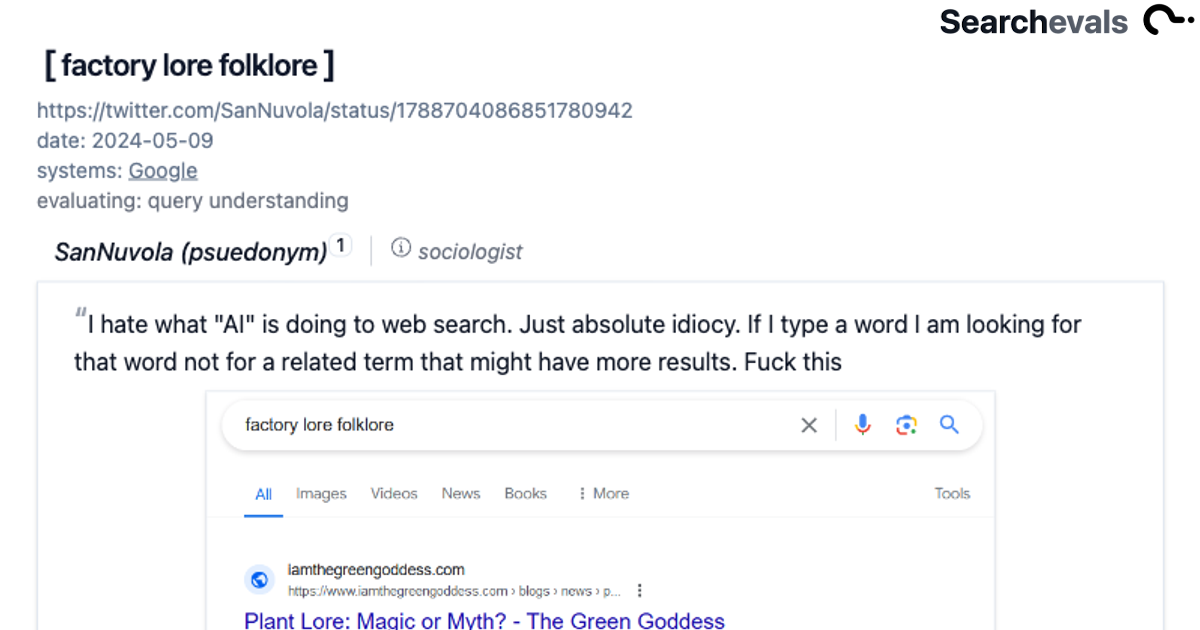 Searchevals
[ factory lore folklore ]
https://twitter.com/SanNuvola/status/1788704086851780942
date: 2024-05-09
systems: Google
evaluating: query understanding
SanNuvola (psuedonym) 1 sociologist
“I hate what "AI" is doing to web search. Just absolute idiocy. If I type a word I am looking for
that word not for a related term that might have more results. Fuck this
factory lore folklore
All Images Videos News Books More Tools
iamthegreengoddess.com
https://www.iamthegreengoddess.com › blogs › news › p...
Plant Lore: Magic or Myth? - The Green Goddess